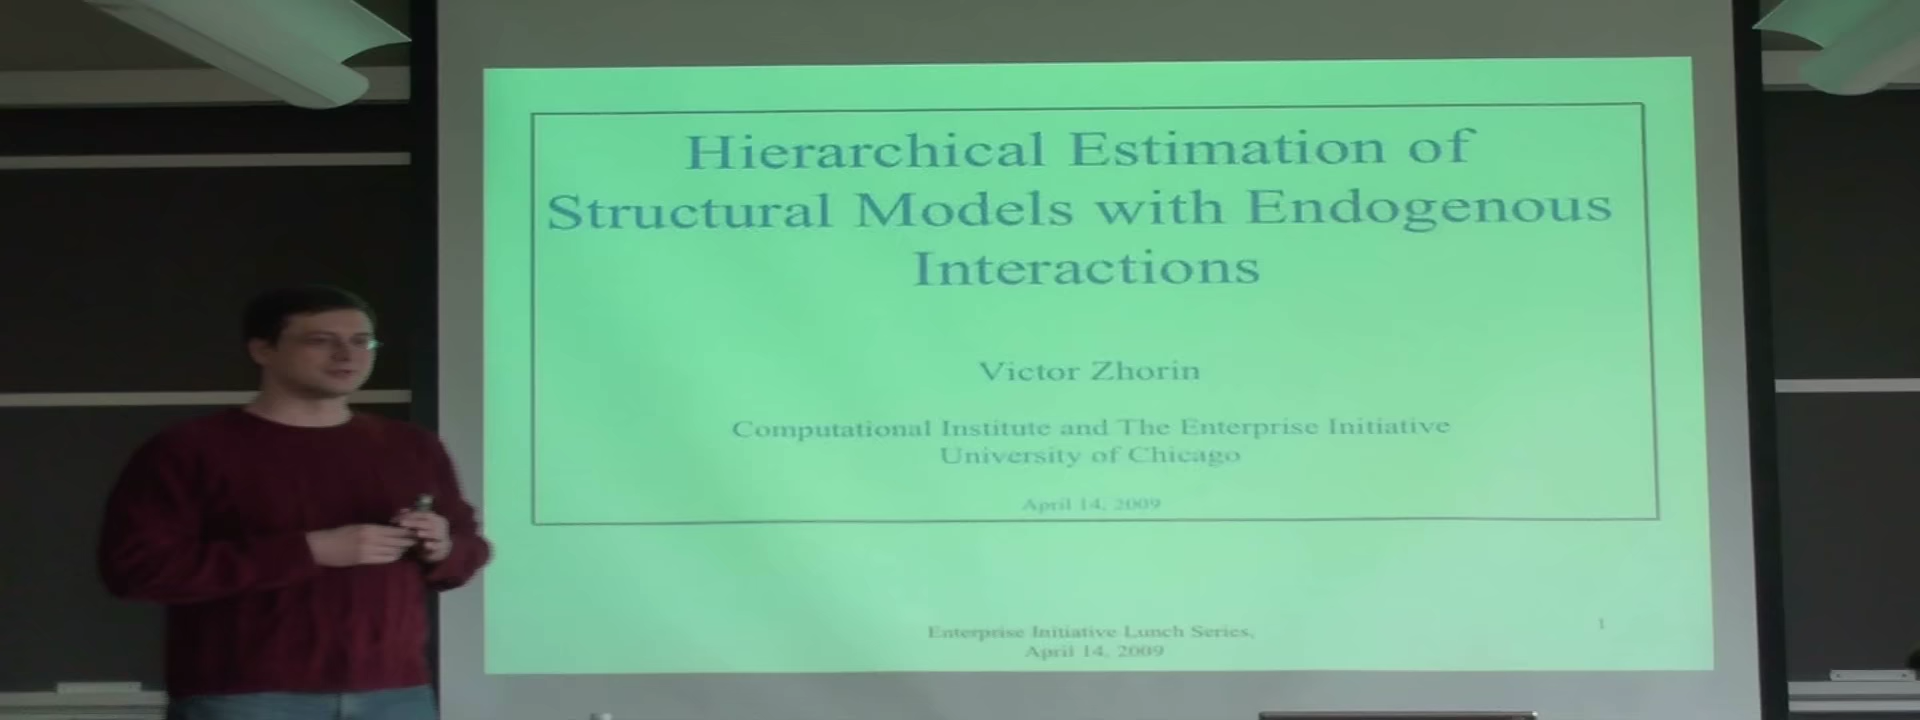 Hierarchical Estimation of
Structural Models with Endogenous
Interactions
Victor Zhorin
Computational Institute and The Enterprise Initiative
University of Chicago
April 14, 2009
Enterprise Initiative Lunch Series,
April 14, 2009
1